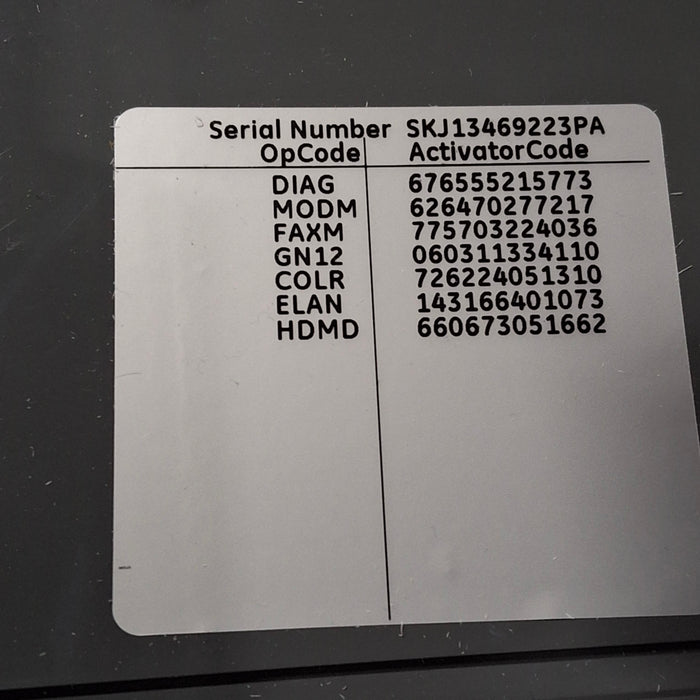 Serial Number SKJ13469223PA
OpCode ActivatorCode
DIAG 676555215773
MODM 626470277217
FAXM 775703224036
GN12 060311334110
COLR 726224051310
ELAN 143166401073
HDMD 660673051662